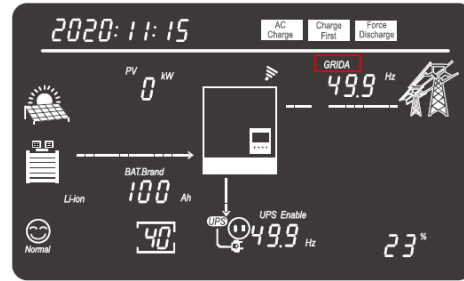 2020:11:15
AC Charge
Charge First
Force Discharge
PV 0 kW
GRIDA
49.9 Hz
BAT.Brand
Li-ion 100 Ah
UPS
UPS Enable
49.9 Hz
Normal
40
23%